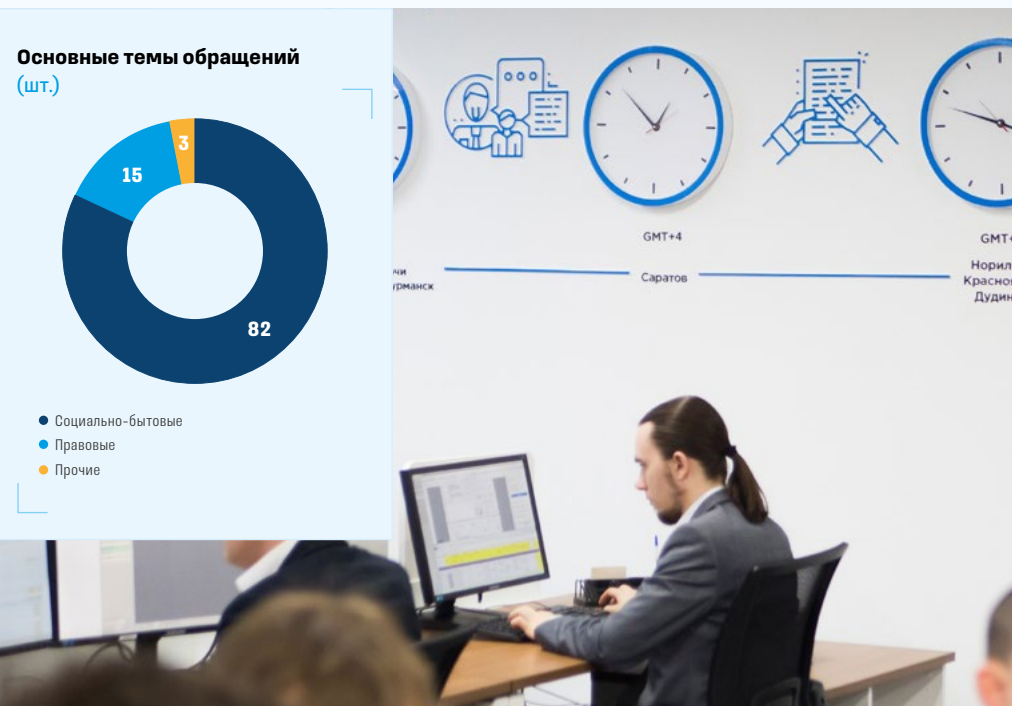 Основные темы обращений
(шт.)
3
15
82
Социально-бытовые
Правовые
Прочие
GMT+4
Саратов